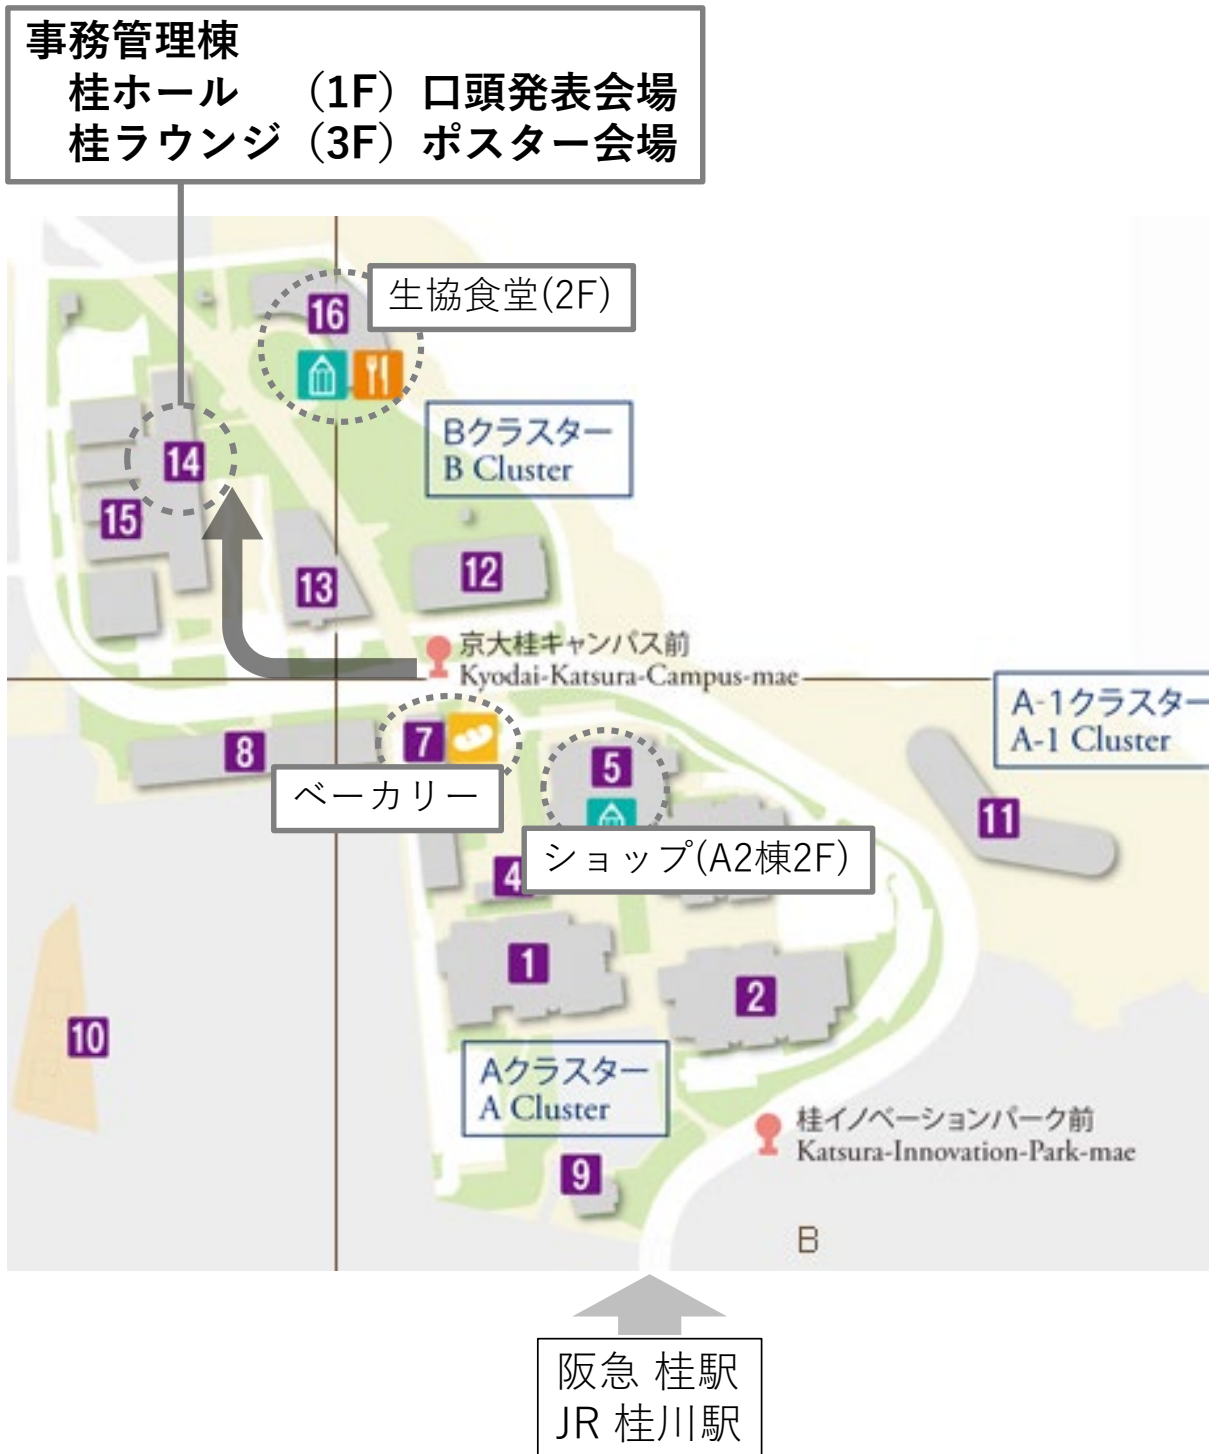 事務管理棟
桂ホール （1F）口頭発表会場
桂ラウンジ（3F）ポスター会場
生協食堂(2F)
16
Bクラスター
B Cluster
14
15
13
12
京大桂キャンパス前
Kyodai-Katsura-Campus-mae
A-1クラスター
A-1 Cluster
7
8
5
ベーカリー
11
ショップ(A2棟2F)
4
1
2
10
Aクラスター
A Cluster
桂イノベーションパーク前
Katsura-Innovation-Park-mae
9
B
阪急 桂駅
JR 桂川駅